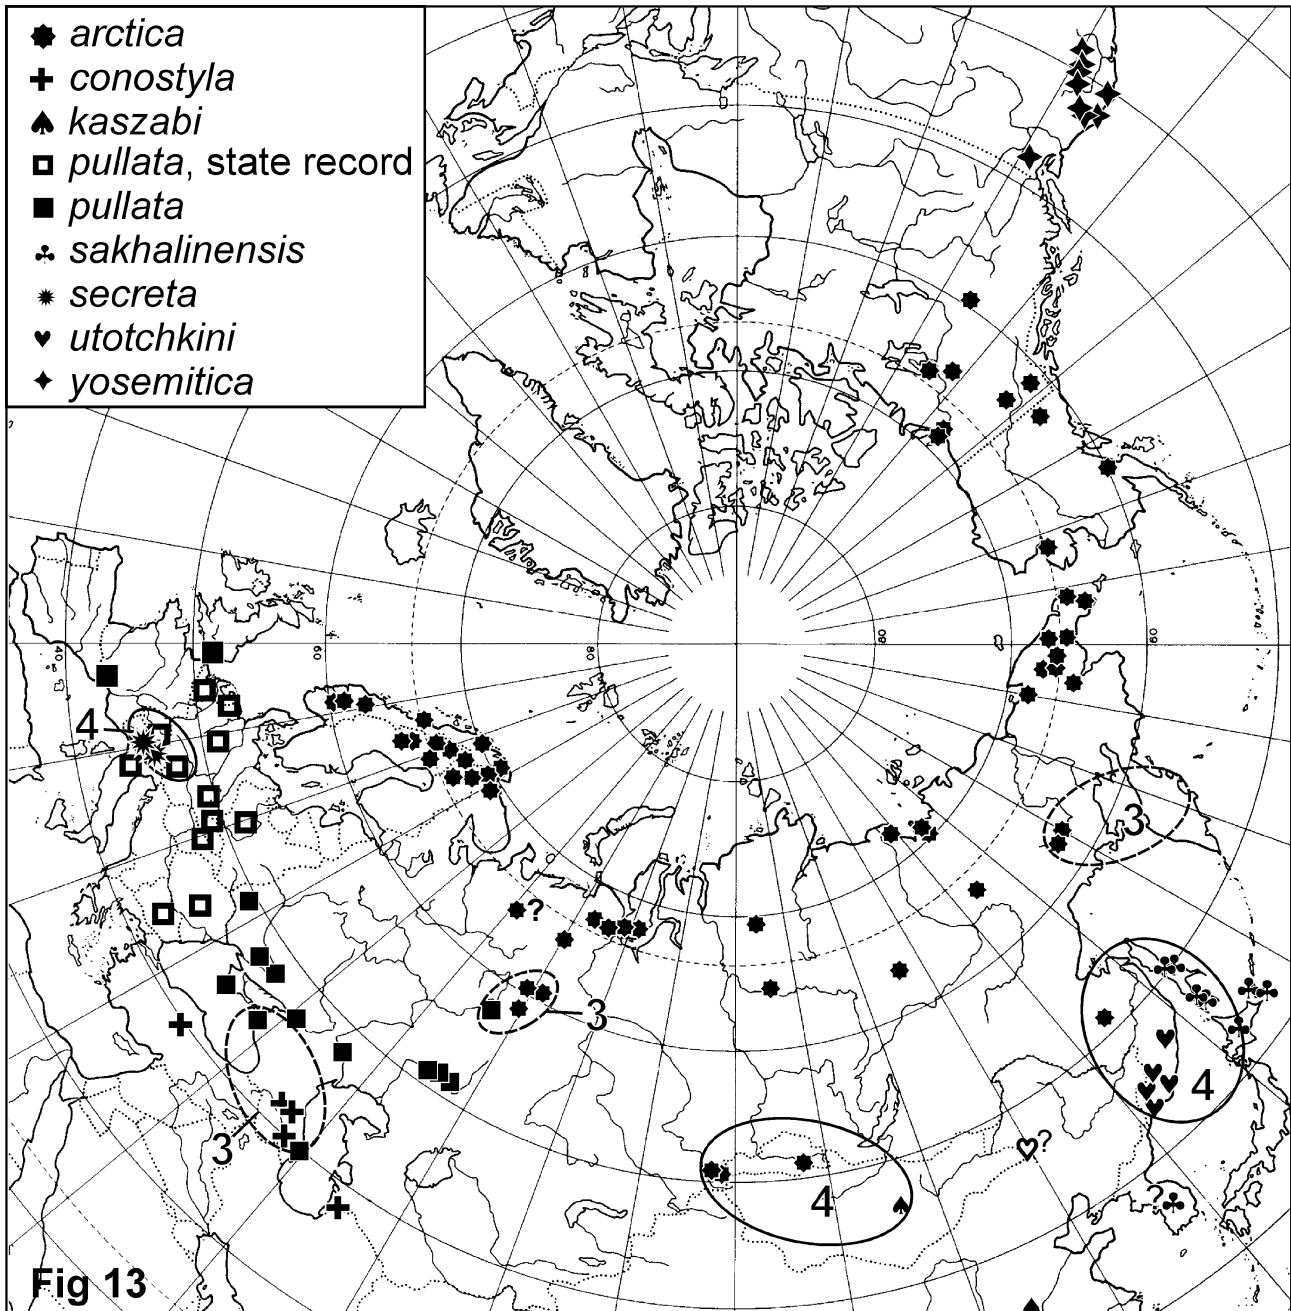 arctica
conostyla
kaszabi
pullata, state record
pullata
sakhalinensis
secreta
utotchkini
yosemitica
40
60
80
80
60
4
3
?
3
3
4
4
?
?
Fig 13